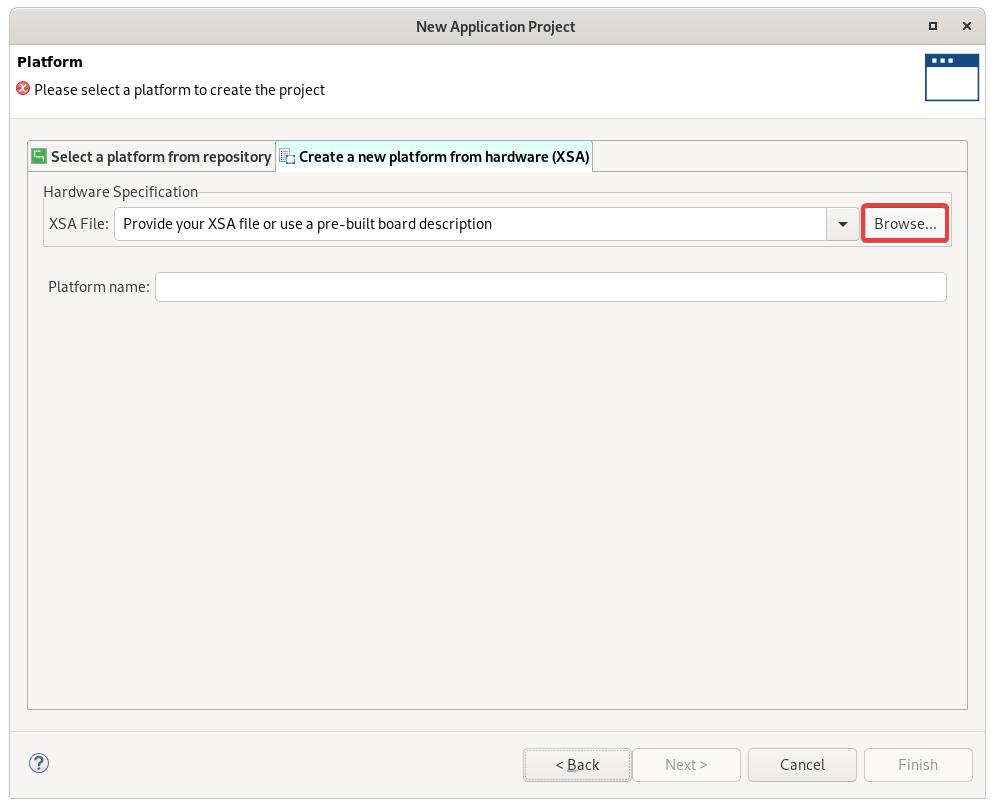 New Application Project
Platform
Please select a platform to create the project
Select a platform from repository Create a new platform from hardware (XSA)
Hardware Specification
XSA File: Provide your XSA file or use a pre-built board description Browse...
Platform name:
? < Back Next > Cancel Finish